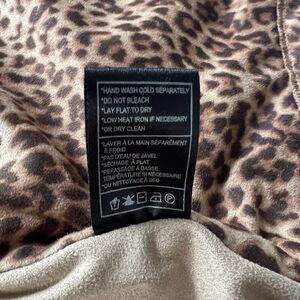 *HAND WASH COLD SEPARATELY
*DO NOT BLEACH
*LAY FLAT TO DRY
*LOW HEAT IRON IF NECESSARY
*OR DRY CLEAN
*LAVER À LA MAIN SÉPARÉMENT
À FROID
*PAS D'EAU DE JAVEL
*SÉCHAGE À PLAT
*REPASSAGE À BASSE
TEMPÉRATURE SI NÉCESSAIRE
*OU NETTOYAGE À SEC